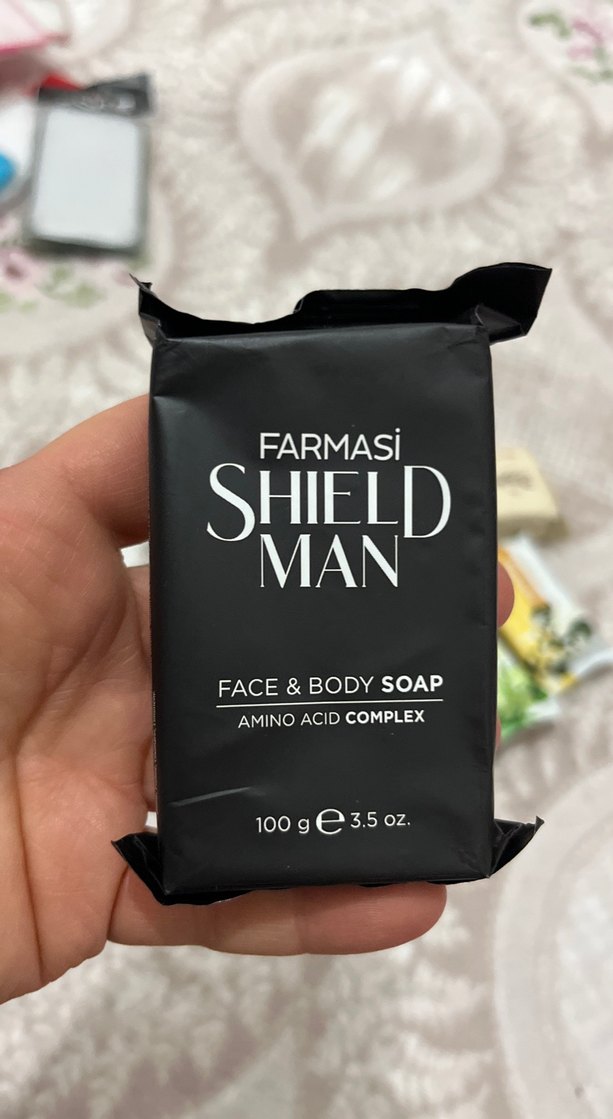 FARMASİ
SHIELD
MAN
FACE & BODY SOAP
AMINO ACID COMPLEX
100 g ℮ 3.5 oz.